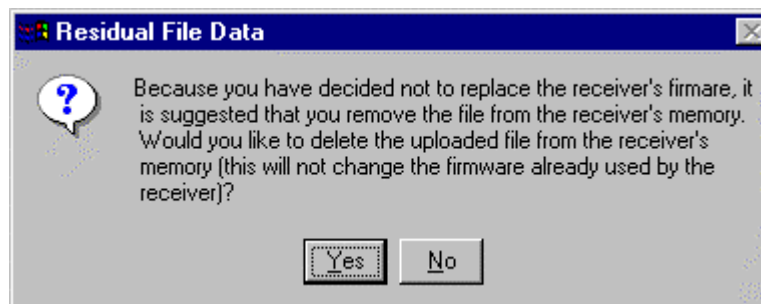 Residual File Data
Because you have decided not to replace the receiver's firmare, it
is suggested that you remove the file from the receiver's memory.
Would you like to delete the uploaded file from the receiver's
memory (this will not change the firmware already used by the
receiver)?
Yes No